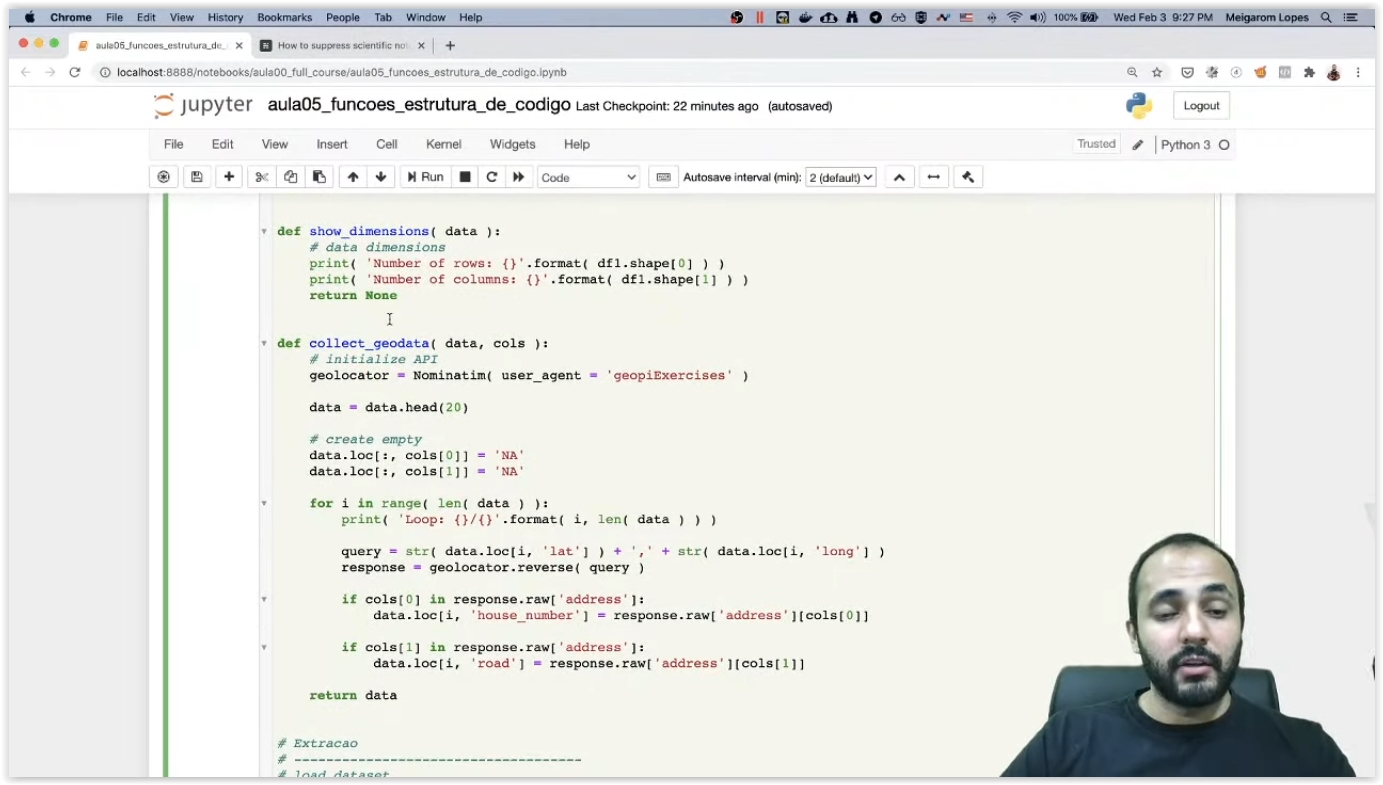 Chrome File Edit View History Bookmarks People Tab Window Help 100% Wed Feb 3 9:27 PM Meigarom Lopes
aula05_funcoes_estrutura_de_ How to suppress scientific not
localhost:8888/notebooks/aula00_full_course/aula05_funcoes_estrutura_de_codigo.ipynb
jupyter aula05_funcoes_estrutura_de_codigo Last Checkpoint: 22 minutes ago (autosaved) Logout
File Edit View Insert Cell Kernel Widgets Help Trusted Python 3
Run Code Autosave interval (min): 2 (default)
def show_dimensions( data ):
# data dimensions
print( 'Number of rows: {}'.format( df1.shape[0] ) )
print( 'Number of columns: {}'.format( df1.shape[1] ) )
return None
def collect_geodata( data, cols ):
# initialize API
geolocator = Nominatim( user_agent = 'geopiExercises' )
data = data.head(20)
# create empty
data.loc[:, cols[0]] = 'NA'
data.loc[:, cols[1]] = 'NA'
for i in range( len( data ) ):
print( 'Loop: {}/{}'.format( i, len( data ) ) )
query = str( data.loc[i, 'lat'] ) + ',' + str( data.loc[i, 'long'] )
response = geolocator.reverse( query )
if cols[0] in response.raw['address']:
data.loc[i, 'house_number'] = response.raw['address'][cols[0]]
if cols[1] in response.raw['address']:
data.loc[i, 'road'] = response.raw['address'][cols[1]]
return data
# Extracao
# ------------------------------------
# load dataset